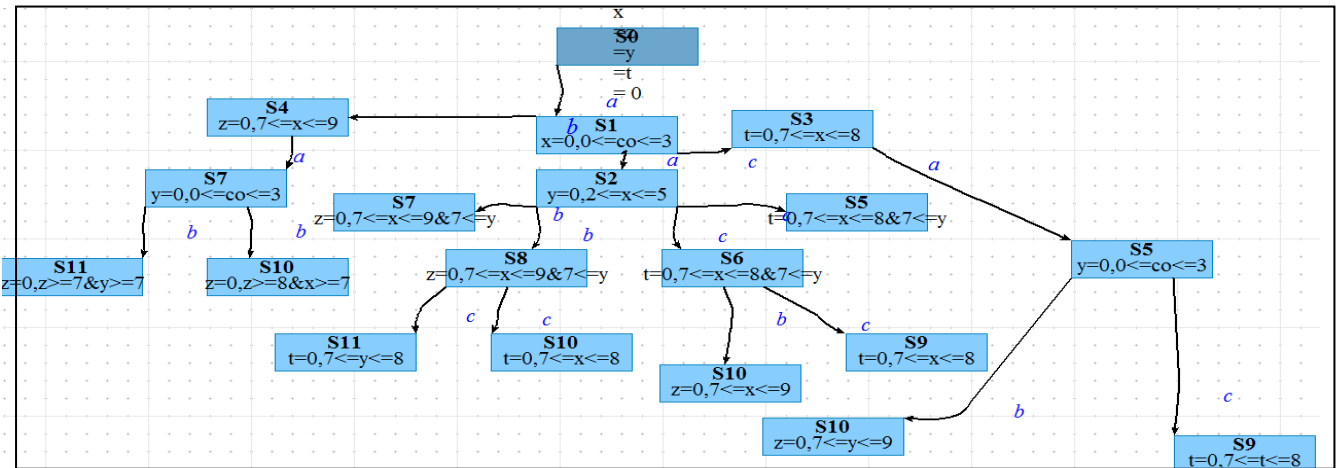 x
S0
=y
=t
= 0
a
S4
z=0,7<=x<=9
b
S1
x=0,0<=co<=3
S3
t=0,7<=x<=8
a
a
c
a
S7
y=0,0<=co<=3
S2
y=0,2<=x<=5
S7
z=0,7<=x<=9&7<=y
b
S5
t=0,7<=x<=8&7<=y
b
b
b
c
S5
y=0,0<=co<=3
S11
z=0,z>=7&y>=7
S10
z=0,z>=8&x>=7
S8
z=0,7<=x<=9&7<=y
S6
t=0,7<=x<=8&7<=y
c
c
b
c
S11
t=0,7<=y<=8
S10
t=0,7<=x<=8
S9
t=0,7<=x<=8
S10
z=0,7<=x<=9
b
c
S10
z=0,7<=y<=9
S9
t=0,7<=t<=8